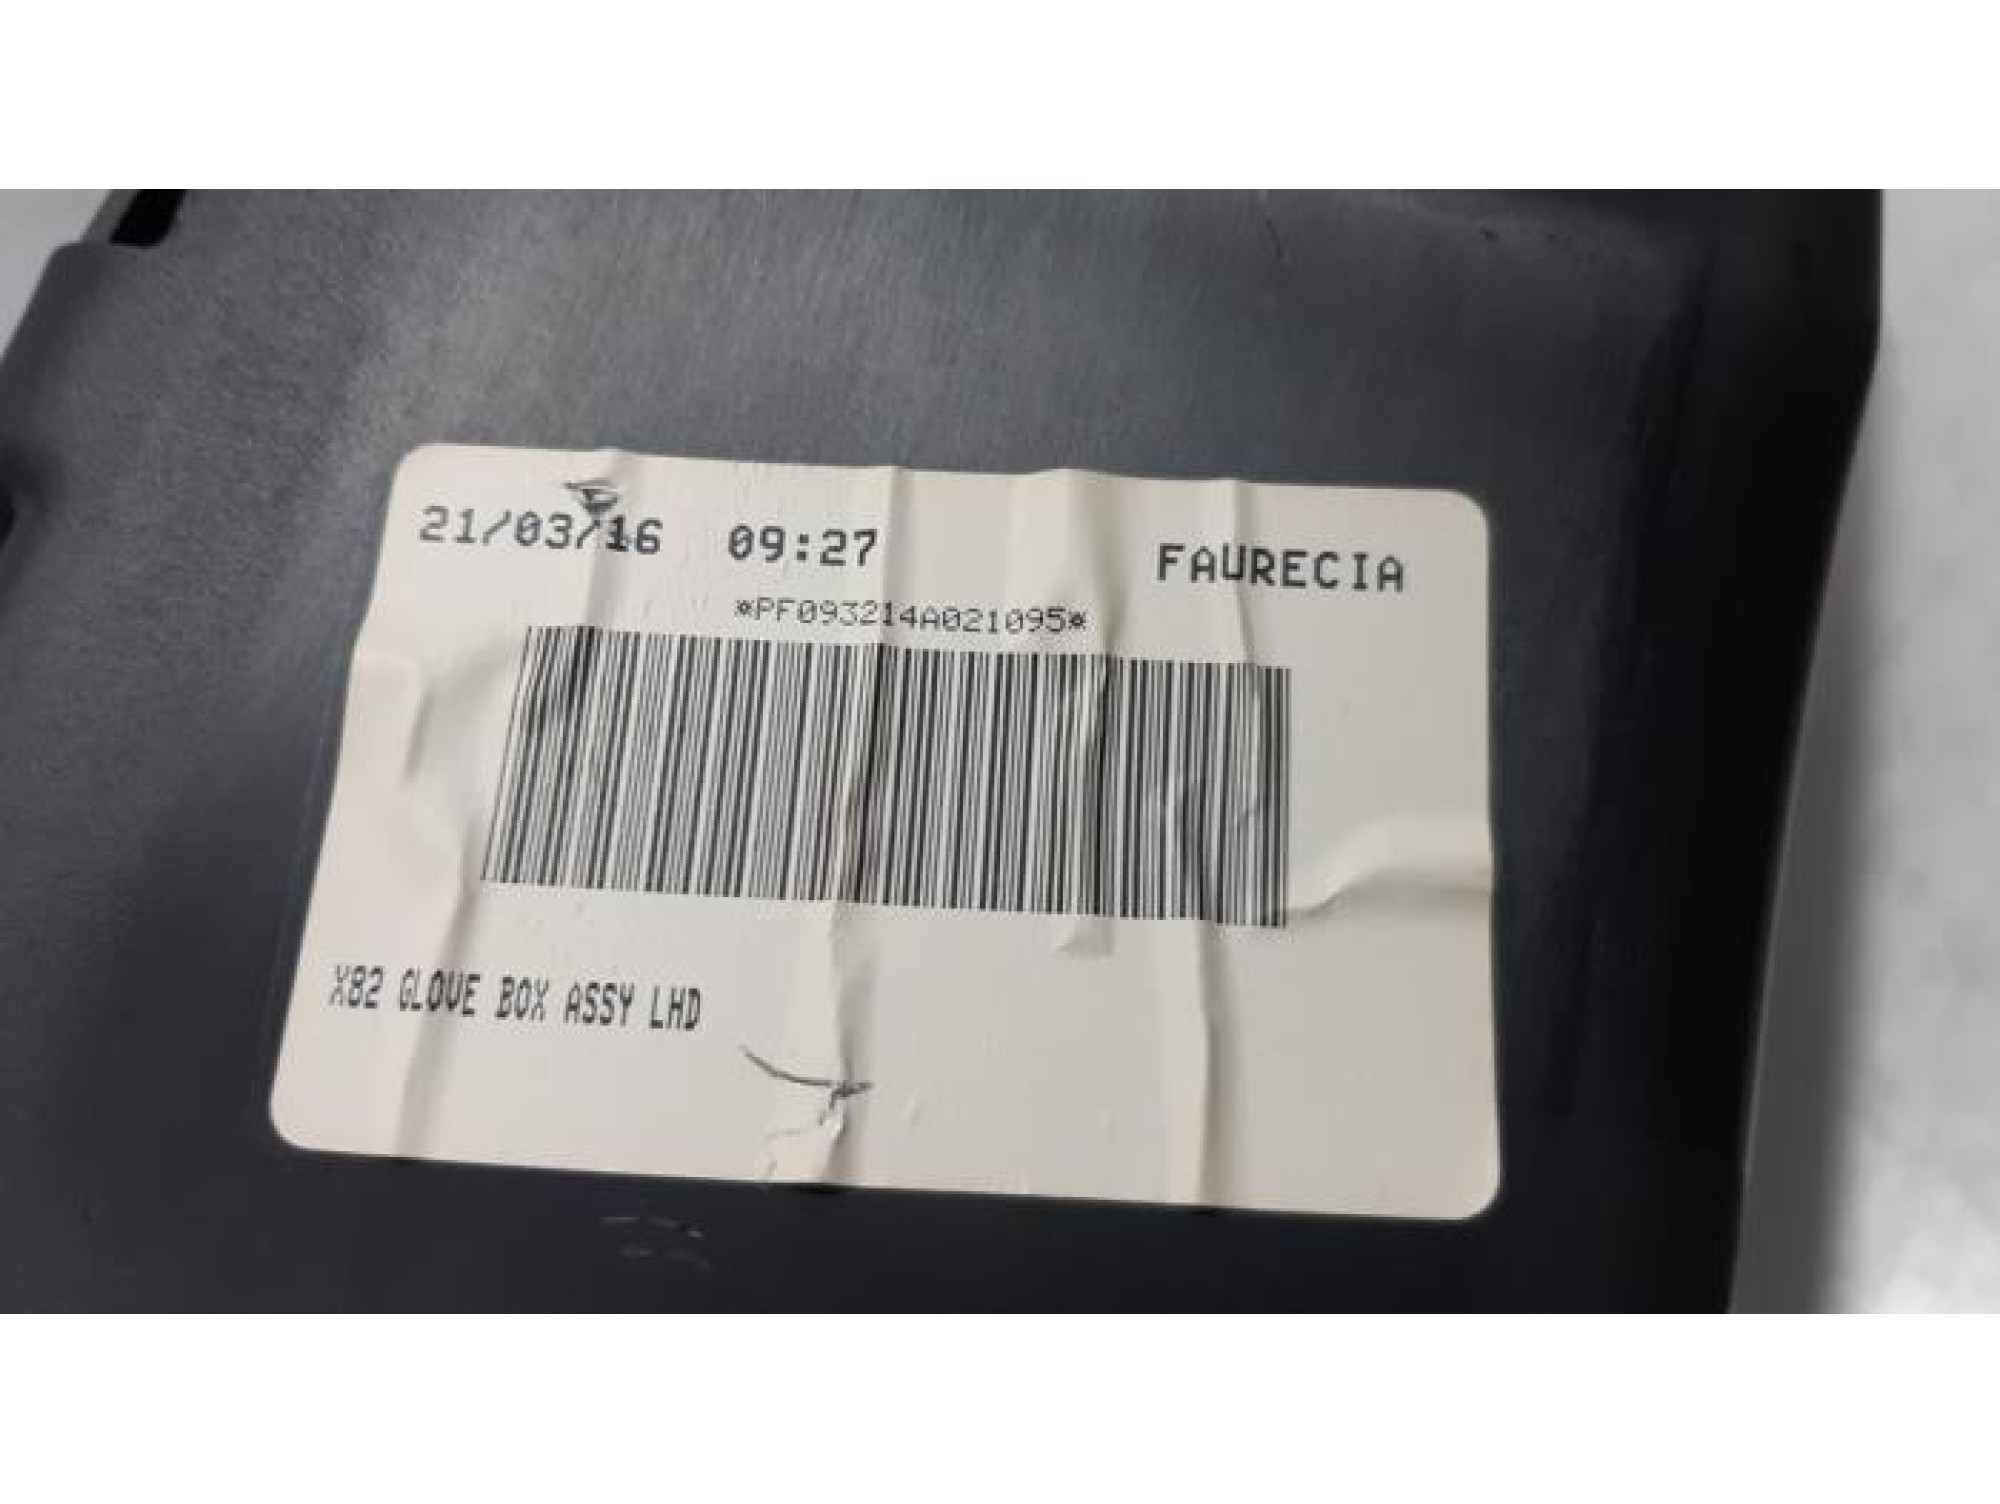 21/03/16 09:27 FAURECIA
*PF093214A021095*
X82 GLOVE BOX ASSY LHD